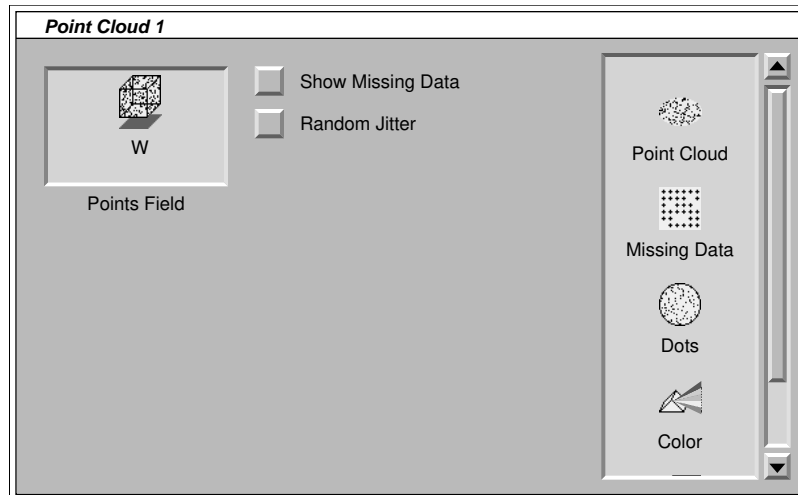 Point Cloud 1
Show Missing Data
Random Jitter
W
Points Field
Point Cloud
Missing Data
Dots
Color